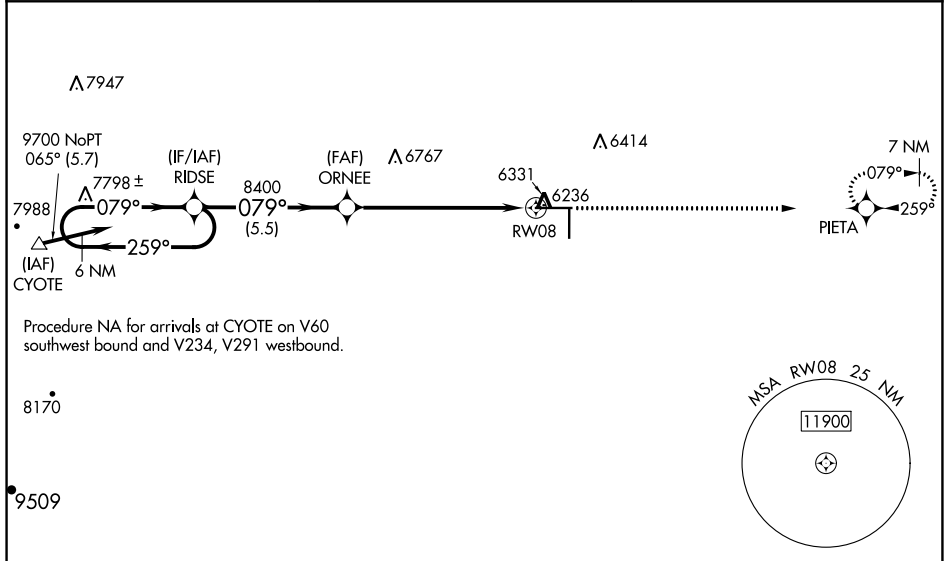 7947
9700 NoPT
065° (5.7)
(IF/IAF)
RIDSE
(FAF)
ORNEE
6767
6414
7 NM
7798 ±
8400
6331
6236
079°
079°
079°
(5.5)
259°
259°
7988
RW08
PIETA
(IAF)
CYOTE
6 NM
Procedure NA for arrivals at CYOTE on V60
southwest bound and V234, V291 westbound.
8170
9509
MSA RW08 25 NM
11900